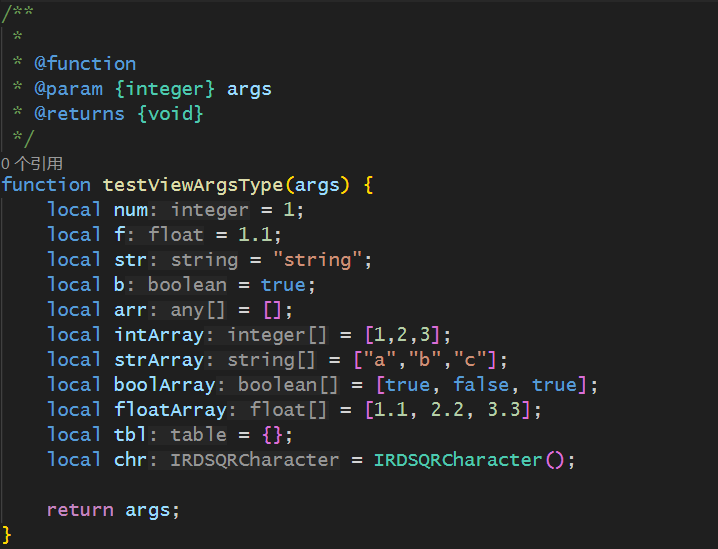 /**
 *
 * @function
 * @param {integer} args
 * @returns {void}
 */
0 个引用
function testViewArgsType(args) {
    local num: integer = 1;
    local f: float = 1.1;
    local str: string = "string";
    local b: boolean = true;
    local arr: any[] = [];
    local intArray: integer[] = [1,2,3];
    local strArray: string[] = ["a","b","c"];
    local boolArray: boolean[] = [true, false, true];
    local floatArray: float[] = [1.1, 2.2, 3.3];
    local tbl: table = {};
    local chr: IRDSQRCharacter = IRDSQRCharacter();
    return args;
}